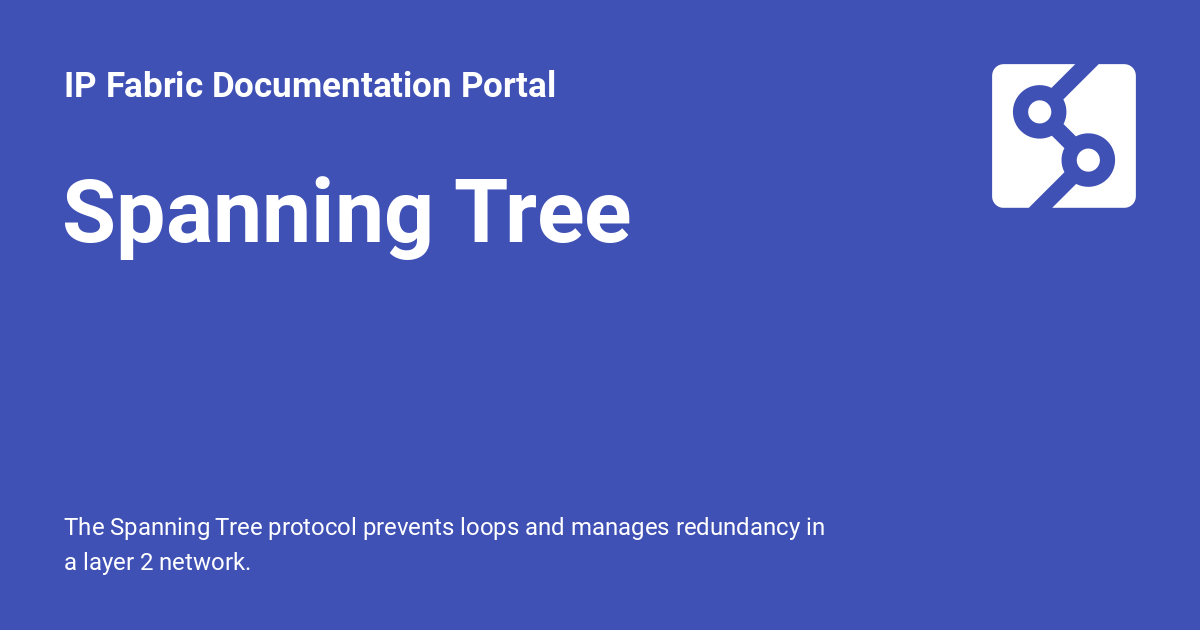 IP Fabric Documentation Portal
Spanning Tree
The Spanning Tree protocol prevents loops and manages redundancy in
a layer 2 network.